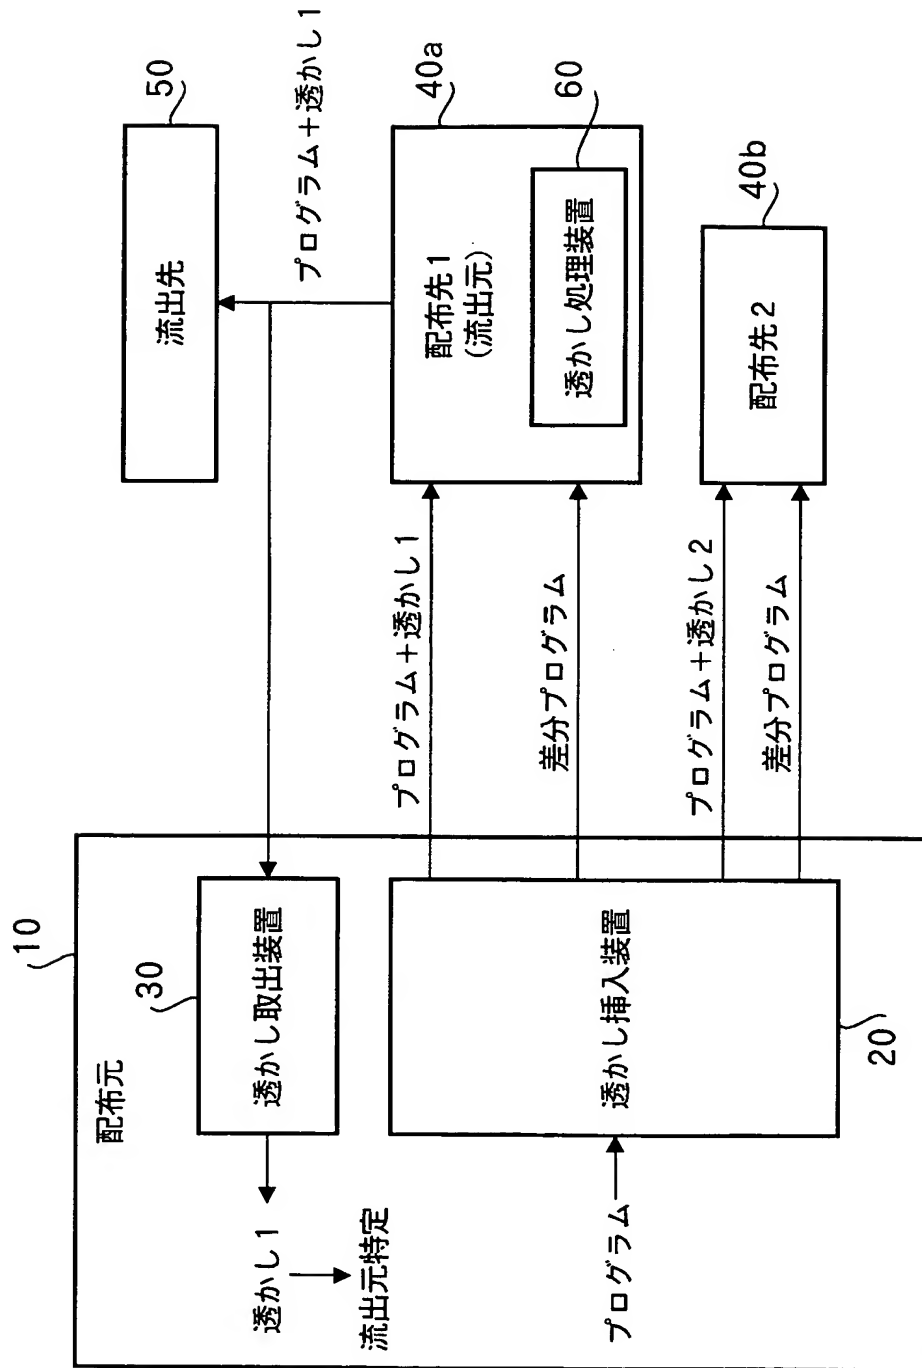 10
配布元
透かし1
流出元特定
30
透かし取出装置
プログラム
透かし挿入装置
20
プログラム+透かし1
差分プログラム
プログラム+透かし2
差分プログラム
50
流出先
プログラム+透かし1
40a
配布先1
(流出元)
60
透かし処理装置
40b
配布先2